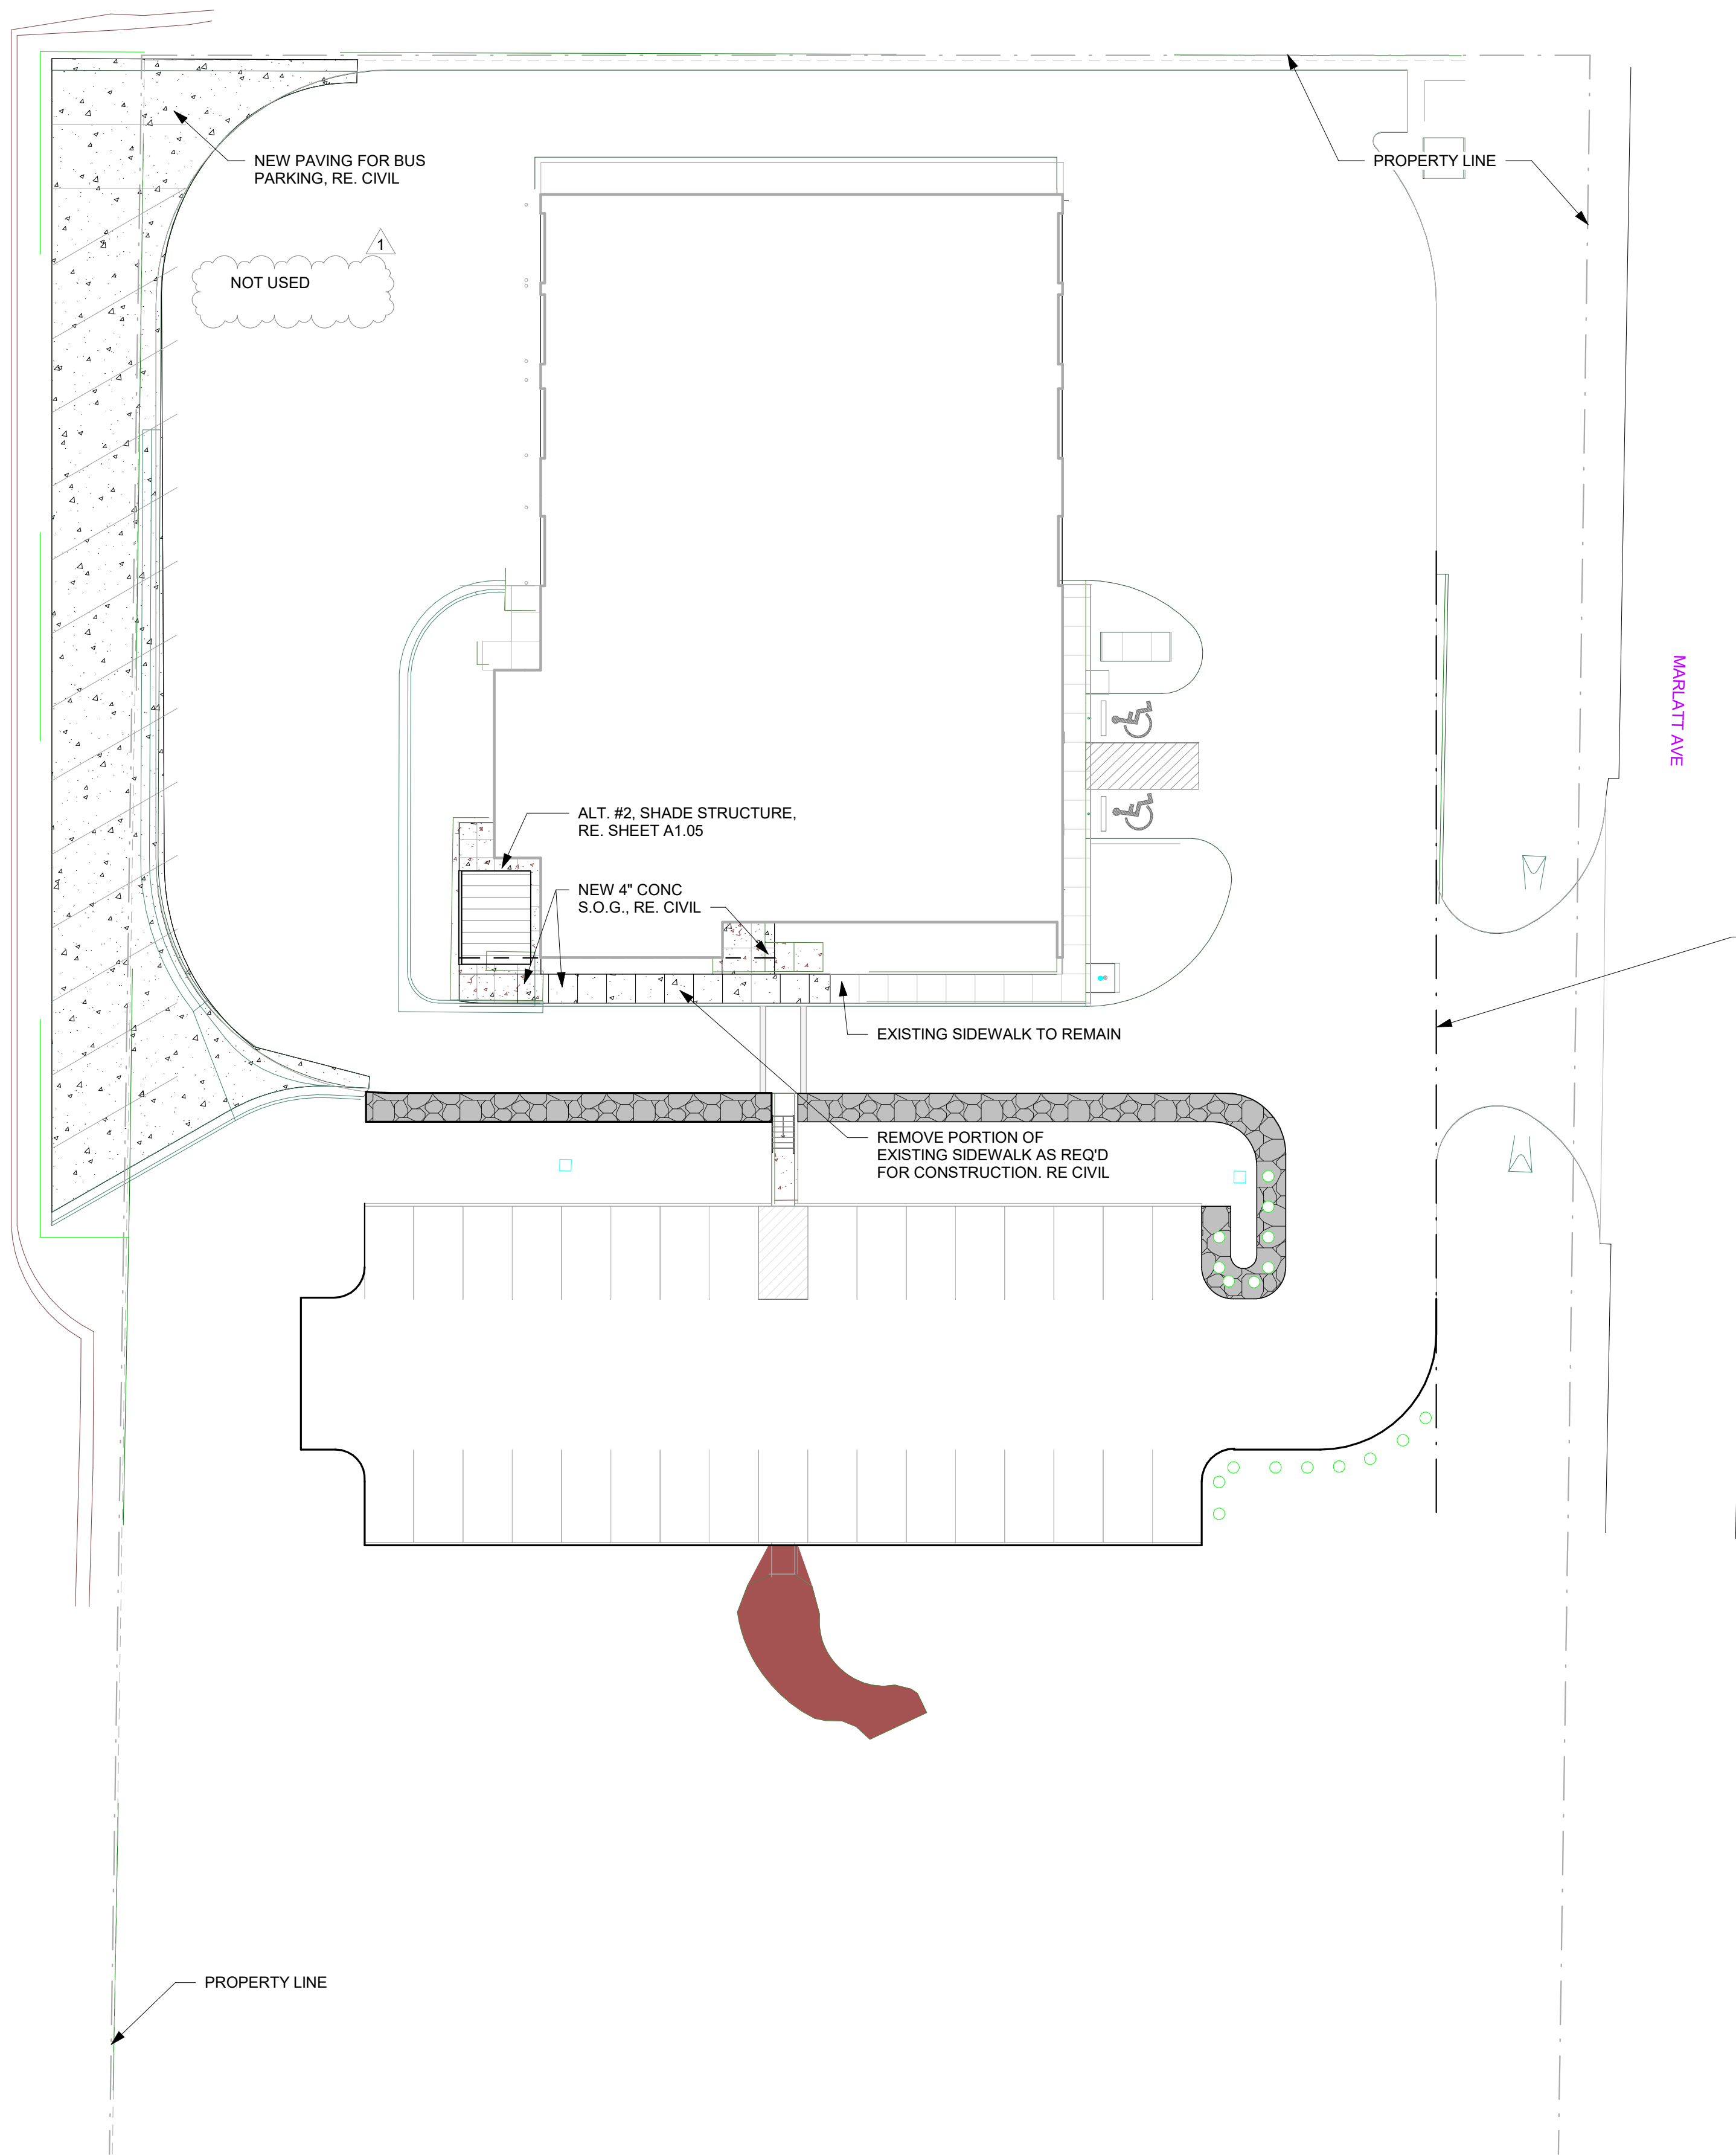 NEW PAVING FOR BUS
PARKING, RE. CIVIL
PROPERTY LINE
1
NOT USED
MARLATT AVE
ALT. #2, SHADE STRUCTURE,
RE. SHEET A1.05
NEW 4" CONC
S.O.G., RE. CIVIL
EXISTING SIDEWALK TO REMAIN
REMOVE PORTION OF
EXISTING SIDEWALK AS REQ'D
FOR CONSTRUCTION. RE CIVIL
PROPERTY LINE